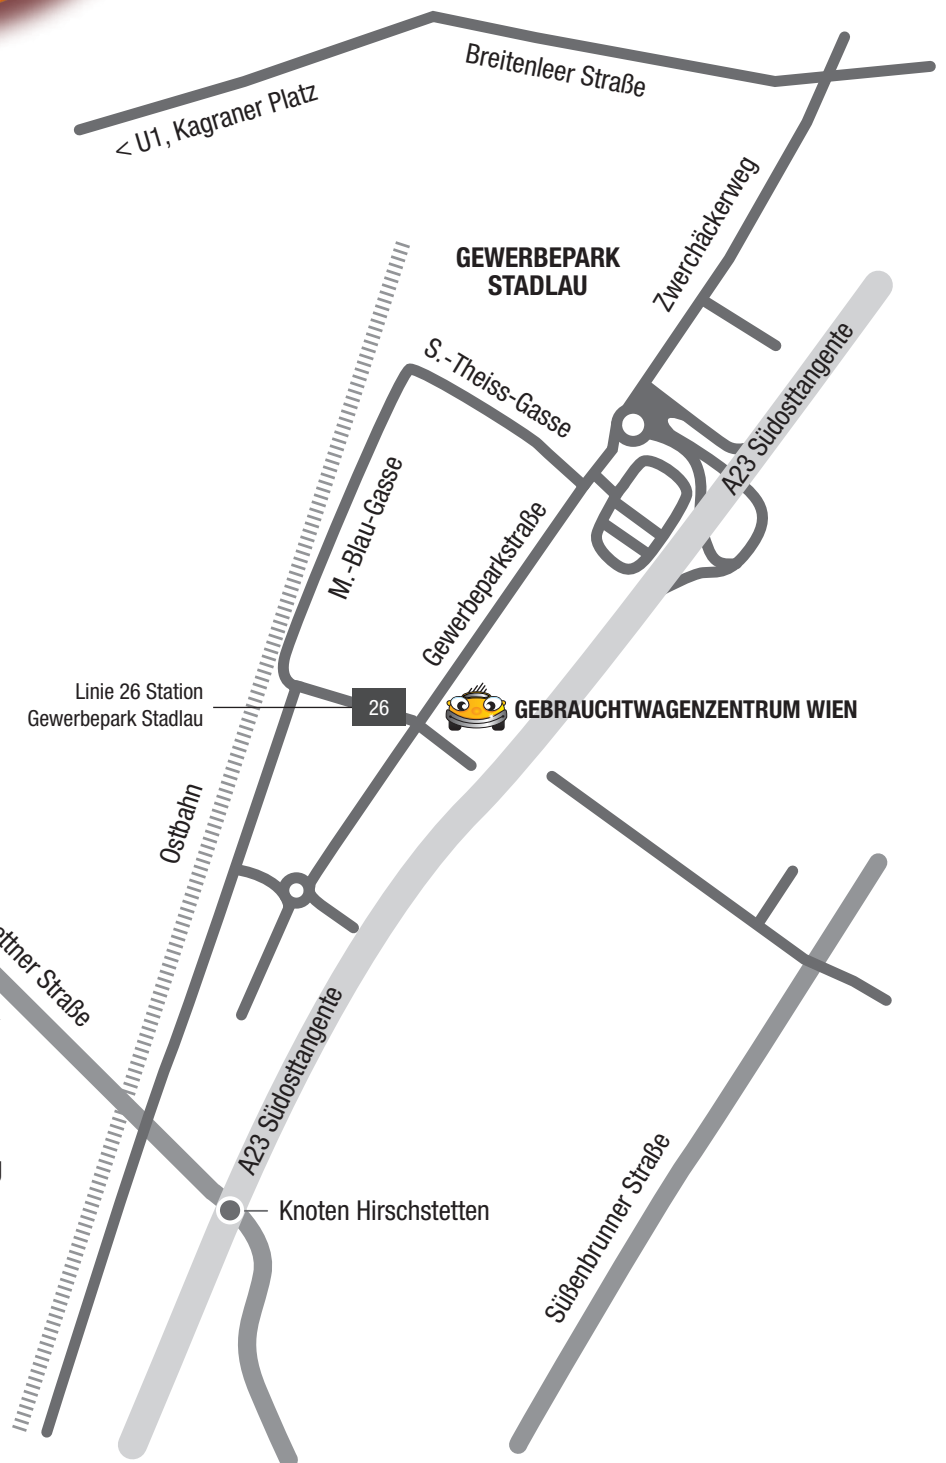 Breitenleer Straße
< U1, Kagraner Platz
Zwerchäckerweg
GEWERBEPARK
STADLAU
A23 Südosttangente
S.-Theiss-Gasse
M.-Blau-Gasse
Gewerbeparkstraße
Linie 26 Station
Gewerbepark Stadlau
26
GEBRAUCHTWAGENZENTRUM WIEN
Ostbahn
Straße
A23 Südosttangente
Knoten Hirschstetten
Süßenbrunner Straße